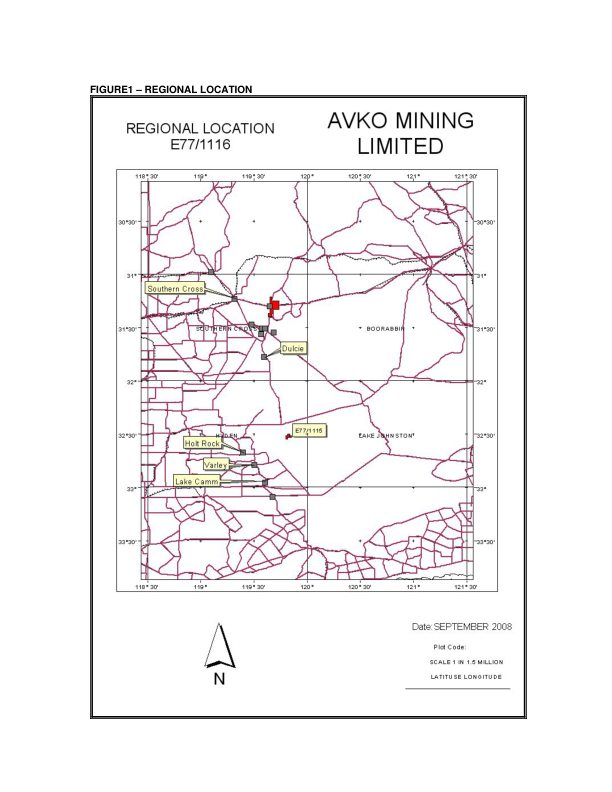 FIGURE1 – REGIONAL LOCATION
REGIONAL LOCATION
E77/1116
AVKO MINING
LIMITED
118° 30' 119° 119° 30' 120° 120° 30' 121° 121° 30'
30°30' 30°30'
31° 31°
Southern Cross
31°30' SOUTHERN CROSS BOORABBIN 31°30'
Dulcie
32° 32°
E77/1116
32°30' HYDEN LAKE JOHNSTON 32°30'
Holt Rock
Varley
Lake Camm
33° 33°
33°30' 33°30'
118° 30' 119° 119° 30' 120° 120° 30' 121° 121° 30'
Date: SEPTEMBER 2008
Plot Code:
SCALE 1 IN 1.5 MILLION
LATITUSE LONGITUDE
N